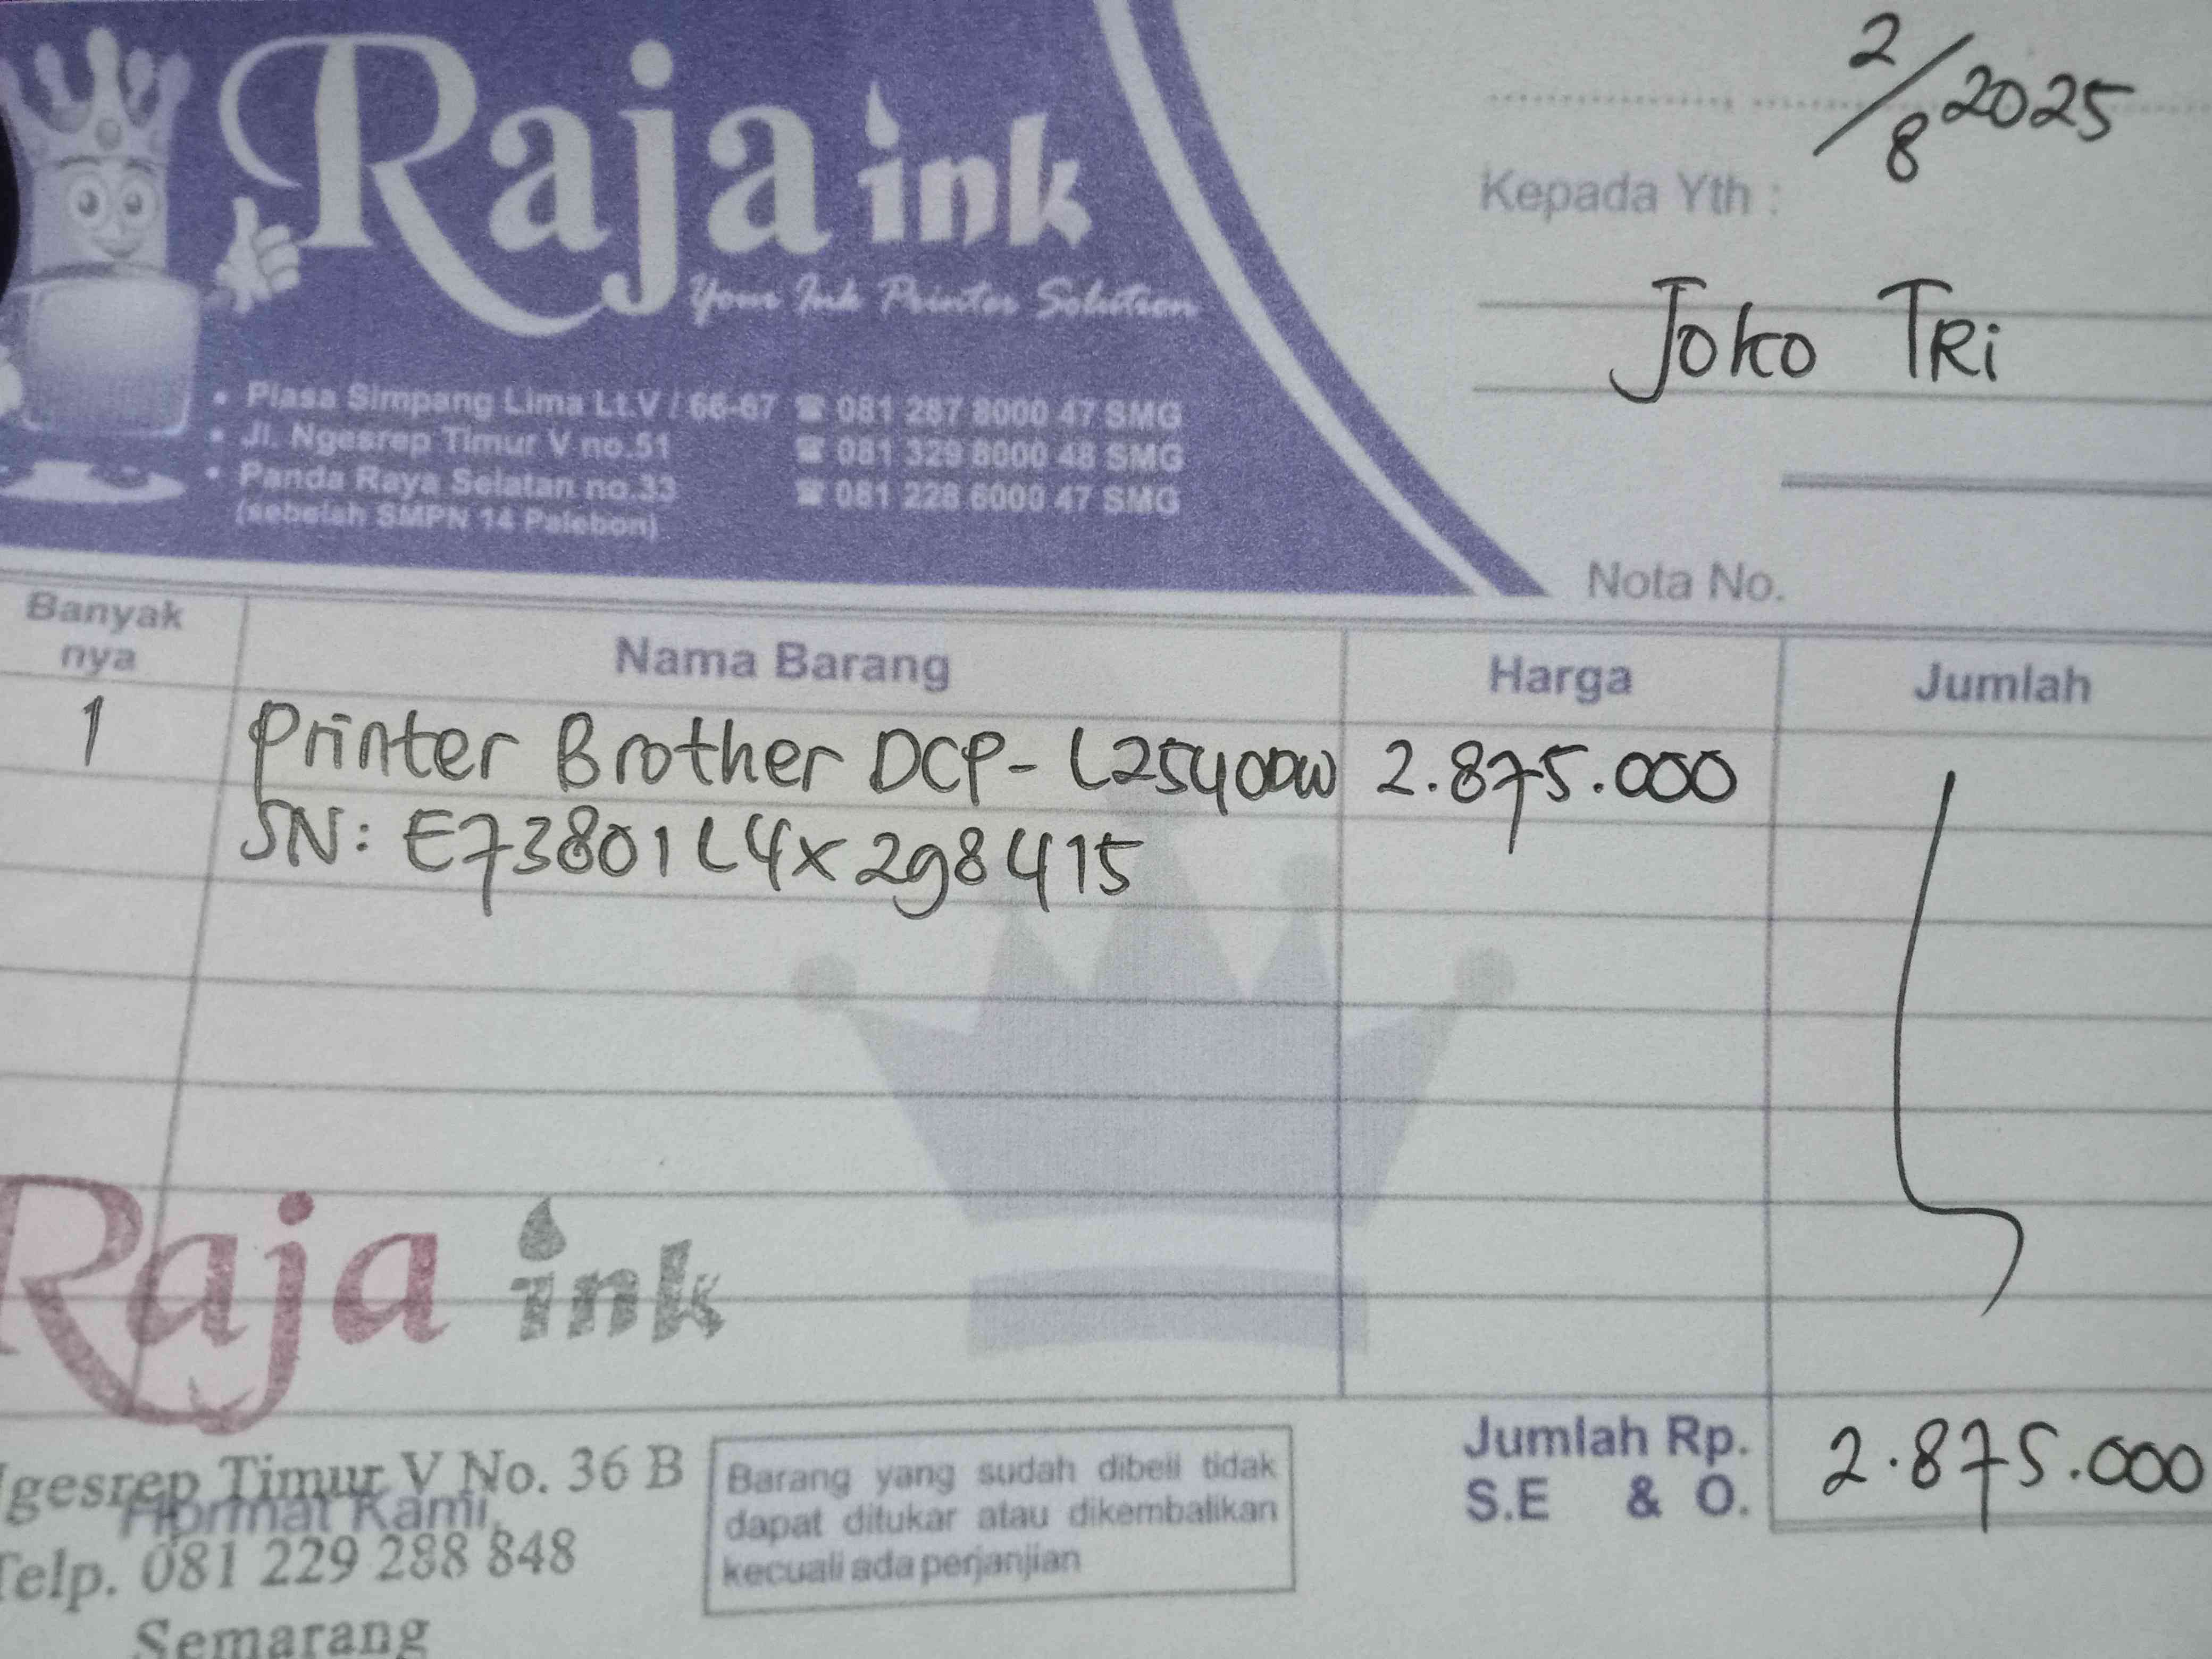 Raja ink
Your Ink Printer Solution
• Plasa Simpang Lima Lt.V / 66-67 ☎ 081 287 8000 47 SMG
• Jl. Ngesrep Timur V no.51 ☎ 081 329 8000 48 SMG
• Panda Raya Selatan no.33 ☎ 081 228 6000 47 SMG
(sebelah SMPN 14 Palebon)
2/8 2025
Kepada Yth :
Joko TRi
Nota No.
Banyak nya Nama Barang Harga Jumlah
1 Printer Brother DCP-L2540DW 2.875.000
SN: E73801L4X298415
Raja ink
Ngesrep Timur V No. 36 B
Hormat Kami,
Telp. 081 229 288 848
Semarang
Barang yang sudah dibeli tidak
dapat ditukar atau dikembalikan
kecuali ada perjanjian
Jumlah Rp. 2.875.000
S.E & O.